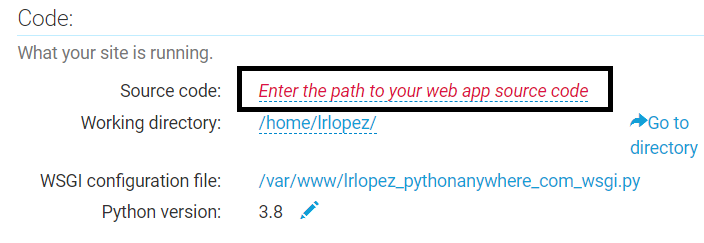 Code:
What your site is running.
Source code: Enter the path to your web app source code
Working directory: /home/lrlopez/ Go to directory
WSGI configuration file: /var/www/lrlopez_pythonanywhere_com_wsgi.py
Python version: 3.8